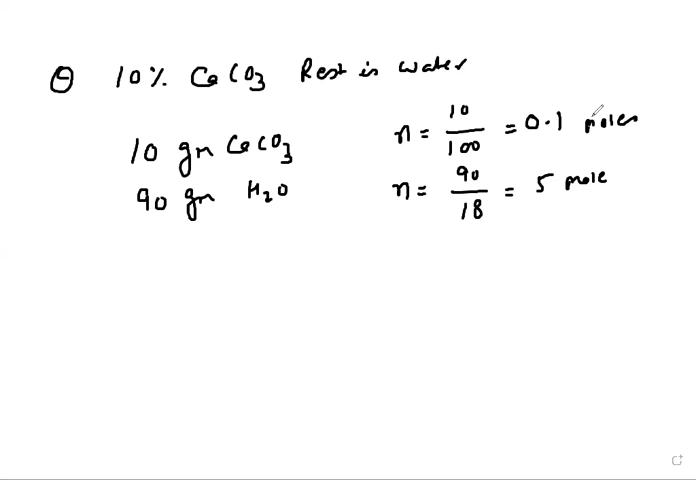 Θ 10% CaCO3 Rest is water
10 gm CaCO3 n = 10/100 = 0.1 moles
90 gm H2O n = 90/18 = 5 mole